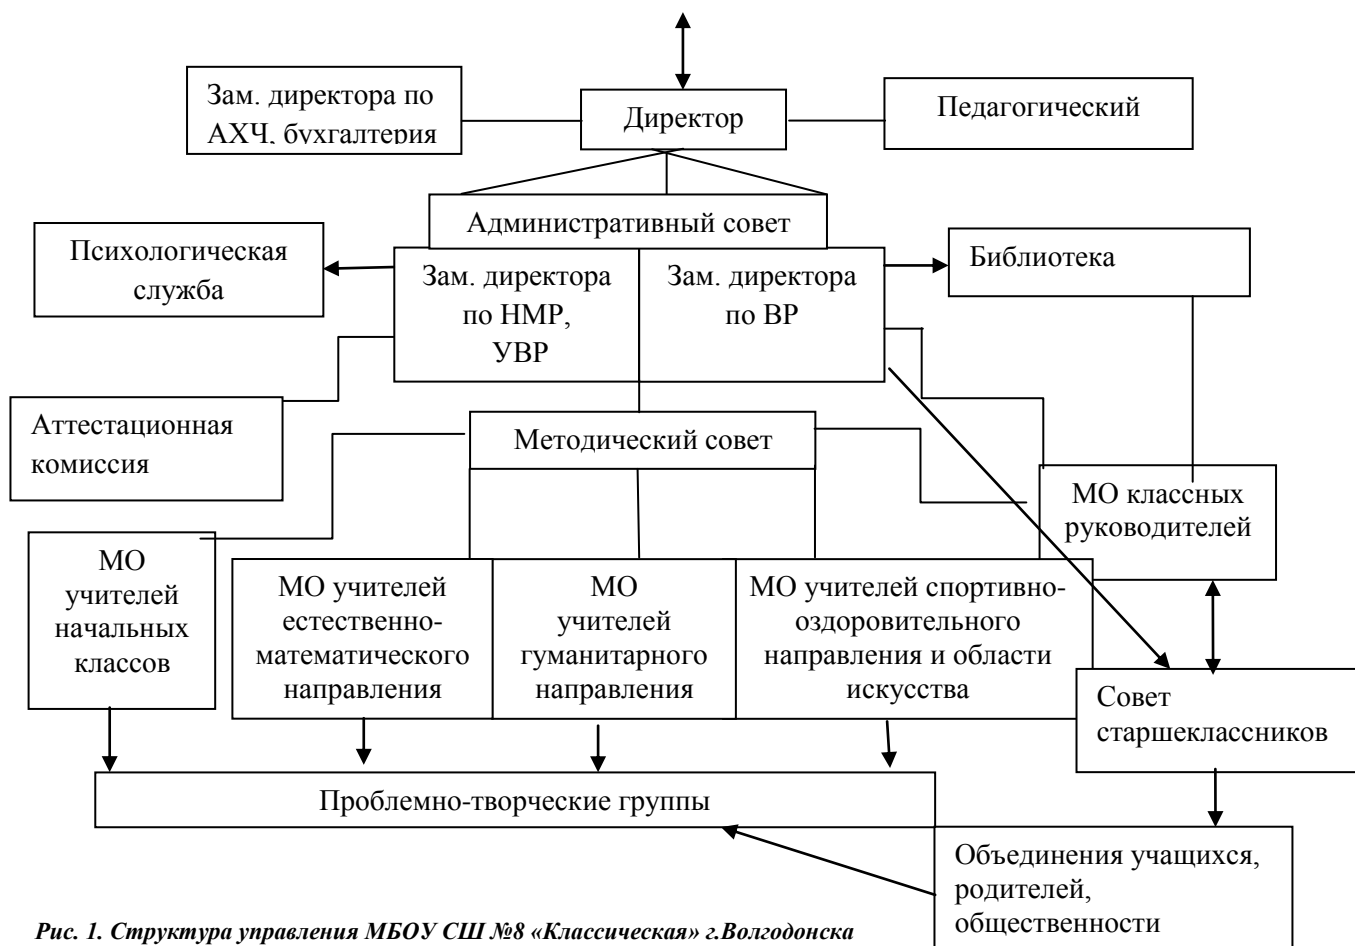 Зам. директора по
АХЧ, бухгалтерия
Директор
Педагогический
Административный совет
Психологическая
служба
Зам. директора
по НМР,
УВР
Зам. директора
по ВР
Библиотека
Аттестационная
комиссия
Методический совет
МО классных
руководителей
МО
учителей
начальных
классов
МО учителей
естественно-
математического
направления
МО
учителей
гуманитарного
направления
МО учителей спортивно-
оздоровительного
направления и области
искусства
Совет
старшеклассников
Проблемно-творческие группы
Объединения учащихся,
родителей,
общественности
Рис. 1. Структура управления МБОУ СШ №8 «Классическая» г.Волгодонска